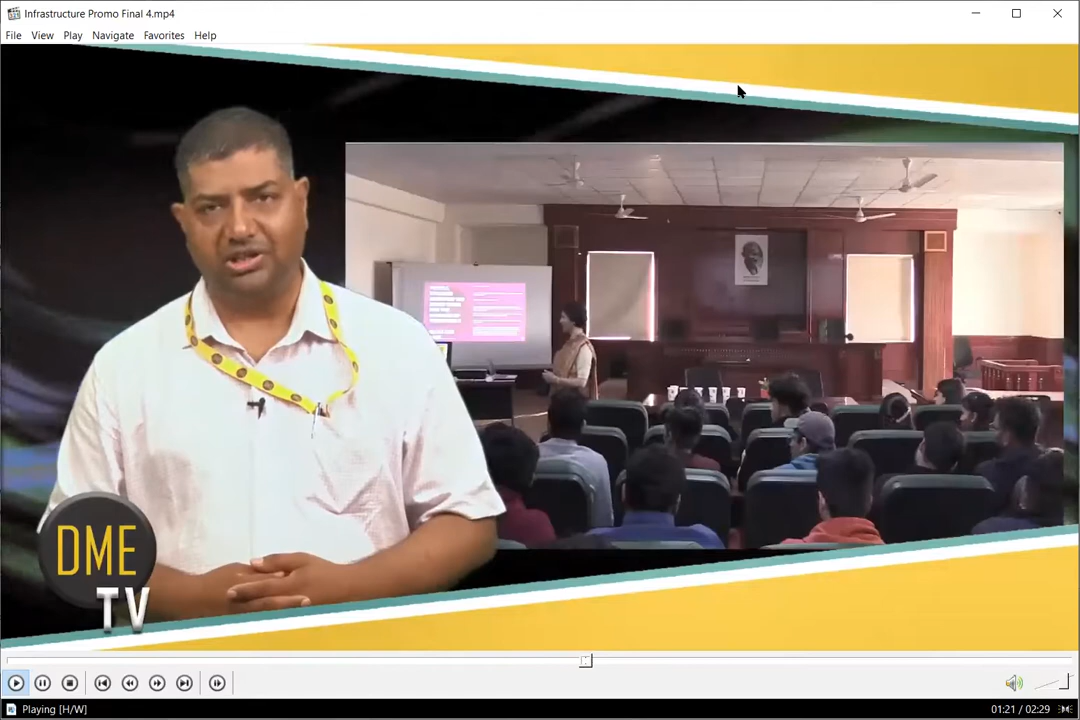 Infrastructure Promo Final 4.mp4
File View Play Navigate Favorites Help
DME
TV
Playing [H/W]
01:21 / 02:29